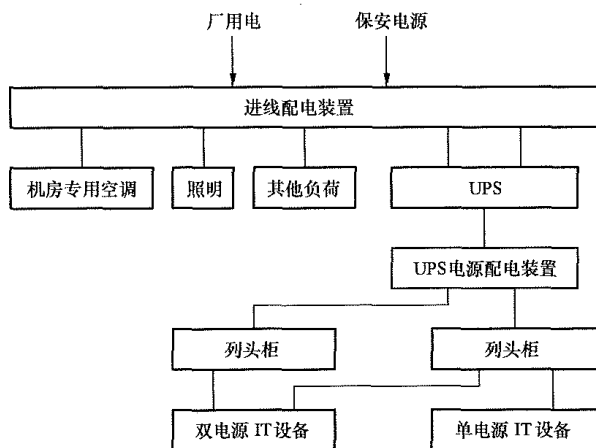 厂用电 保安电源
进线配电装置
机房专用空调 照明 其他负荷 UPS
UPS电源配电装置
列头柜 列头柜
双电源 IT设备 单电源 IT设备